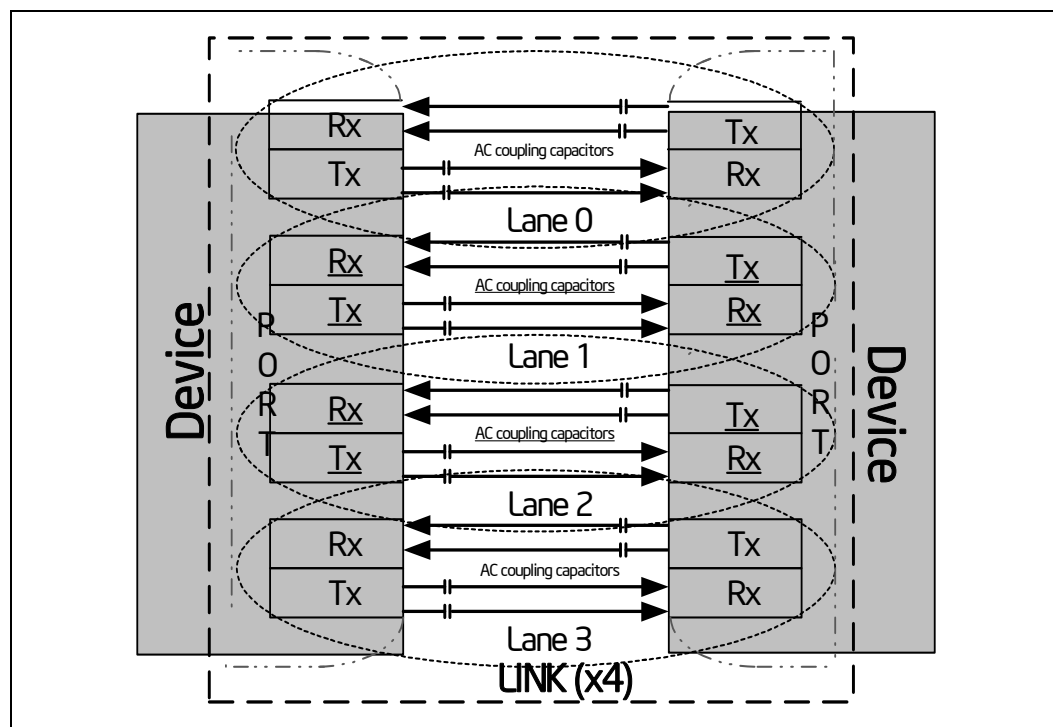 Rx
Tx
AC coupling capacitors
Tx
Rx
Lane 0
Rx
Tx
AC coupling capacitors
Tx
Rx
Lane 1
Device
PORT
PORT
Device
Rx
Tx
AC coupling capacitors
Tx
Rx
Lane 2
Rx
Tx
AC coupling capacitors
Tx
Rx
Lane 3
LINK (x4)